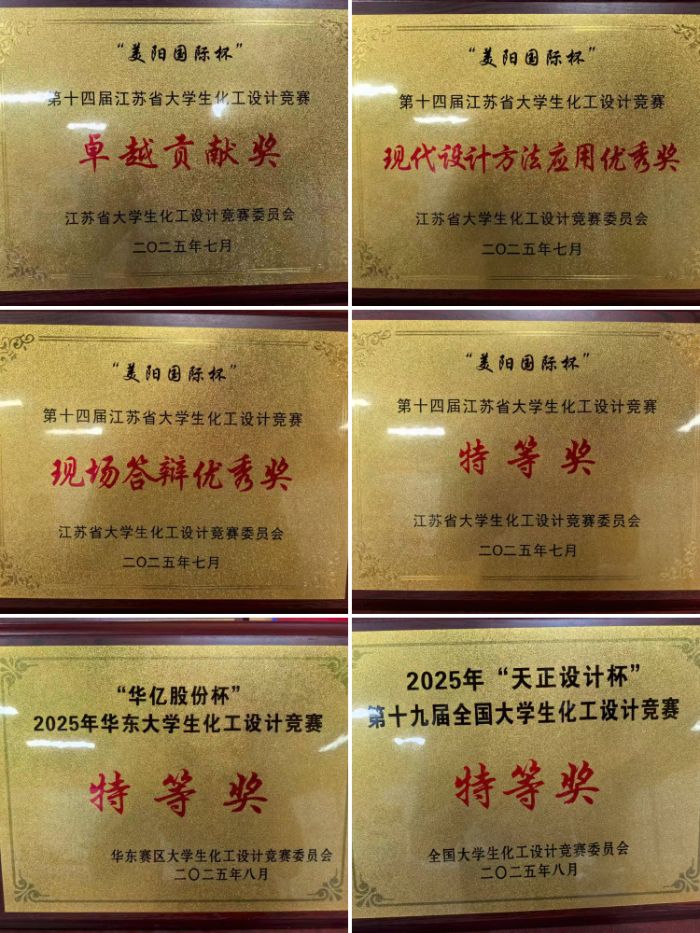 “美阳国际杯”
第十四届江苏省大学生化工设计竞赛
卓越贡献奖
江苏省大学生化工设计竞赛委员会
二〇二五年七月
“美阳国际杯”
第十四届江苏省大学生化工设计竞赛
现代设计方法应用优秀奖
江苏省大学生化工设计竞赛委员会
二〇二五年七月
“美阳国际杯”
第十四届江苏省大学生化工设计竞赛
现场答辩优秀奖
江苏省大学生化工设计竞赛委员会
二〇二五年七月
“美阳国际杯”
第十四届江苏省大学生化工设计竞赛
特等奖
江苏省大学生化工设计竞赛委员会
二〇二五年七月
“华亿股份杯”
2025年华东大学生化工设计竞赛
特等奖
华东赛区大学生化工设计竞赛委员会
二〇二五年八月
2025年“天正设计杯”
第十九届全国大学生化工设计竞赛
特等奖
全国大学生化工设计竞赛委员会
二〇二五年八月